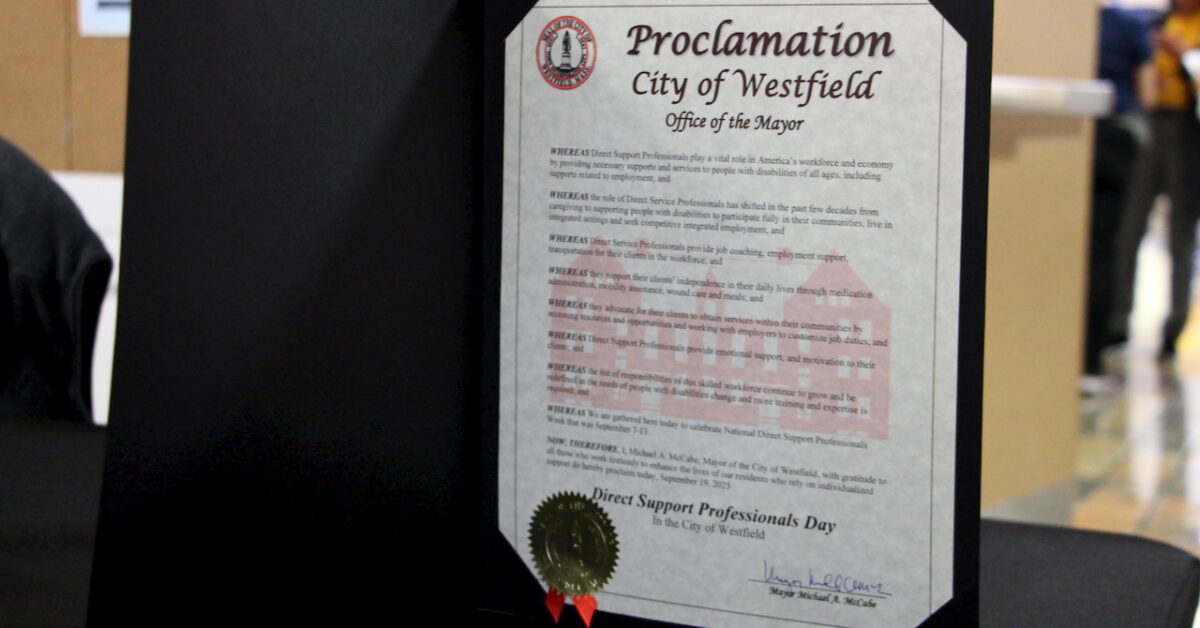 SEAL OF THE CITY OF
WESTFIELD, MASS.
Proclamation
City of Westfield
Office of the Mayor
WHEREAS Direct Support Professionals play a vital role in America's workforce and economy
by providing necessary supports and services to people with disabilities of all ages, including
supports related to employment; and
WHEREAS the role of Direct Service Professionals has shifted in the past few decades from
caregiving to supporting people with disabilities to participate fully in their communities, live in
integrated settings and seek competitive integrated employment; and
WHEREAS Direct Service Professionals provide job coaching, employment support,
transportation for their clients in the workforce; and
WHEREAS they support their clients' independence in their daily lives through medication
administration, mobility assistance, wound care and meals; and
WHEREAS they advocate for their clients to obtain services within their communities by
accessing resources and opportunities and working with employers to customize job duties; and
WHEREAS Direct Support Professionals provide emotional support, and motivation to their
clients; and
WHEREAS the list of responsibilities of this skilled workforce continue to grow and be
redefined as the needs of people with disabilities change and more training and expertise is
required; and
WHEREAS We are gathered here today to celebrate National Direct Support Professionals
Week that was September 7-13.
NOW, THEREFORE, I, Michael A. McCabe, Mayor of the City of Westfield, with gratitude to
all those who work tirelessly to enhance the lives of our residents who rely on individualized
support do hereby proclaim today, September 19, 2025
Direct Support Professionals Day
In the City of Westfield
Mayor Michael A. McCabe